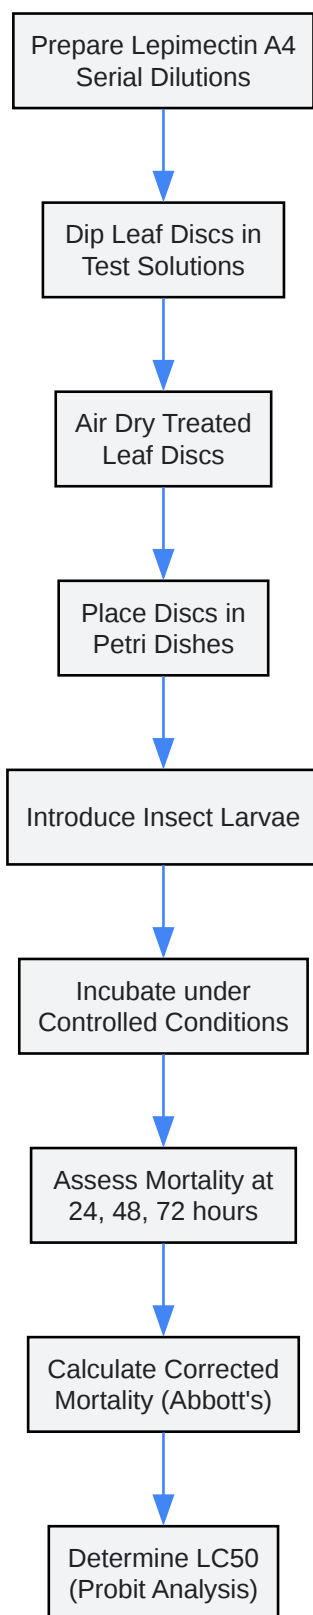 Prepare Lepimectin A4
Serial Dilutions
Dip Leaf Discs in
Test Solutions
Air Dry Treated
Leaf Discs
Place Discs in
Petri Dishes
Introduce Insect Larvae
Incubate under
Controlled Conditions
Assess Mortality at
24, 48, 72 hours
Calculate Corrected
Mortality (Abbott's)
Determine LC50
(Probit Analysis)